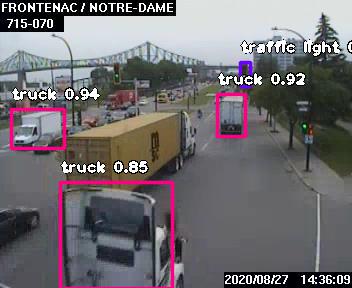 FRONTENAC / NOTRE-DAME
715-070
traffic light 0
truck 0.92
truck 0.94
truck 0.85
2020/08/27 14:36:09